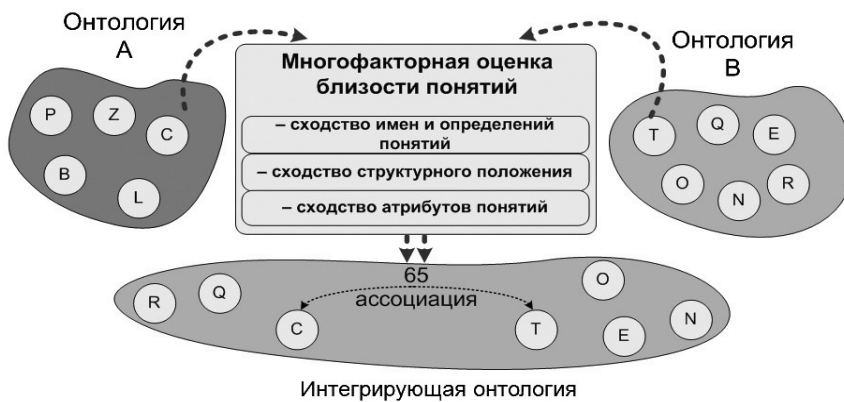 Онтология
А
Многофакторная оценка
близости понятий
– сходство имен и определений
понятий
– сходство структурного положения
– сходство атрибутов понятий
Онтология
В
P
Z
C
B
L
T
Q
E
O
N
R
65
ассоциация
R
Q
C
T
O
E
N
Интегрирующая онтология